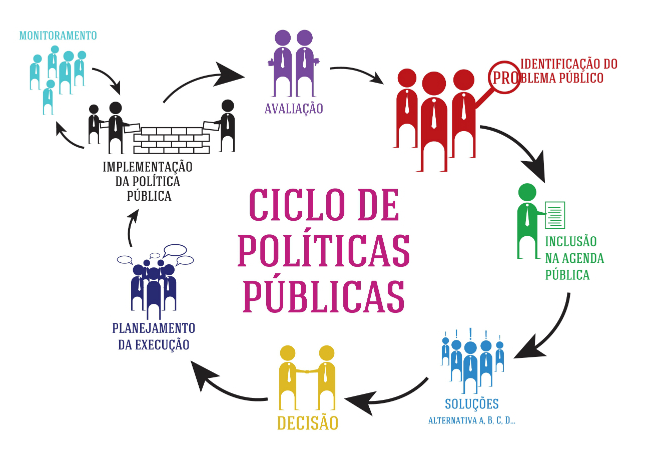 MONITORAMENTO
AVALIAÇÃO
IDENTIFICAÇÃO DO
PROBLEMA PÚBLICO
IMPLEMENTAÇÃO
DA POLÍTICA
PÚBLICA
CICLO DE
POLÍTICAS
PÚBLICAS
INCLUSÃO
NA AGENDA
PÚBLICA
PLANEJAMENTO
DA EXECUÇÃO
SOLUÇÕES
ALTERNATIVA A, B, C, D...
DECISÃO